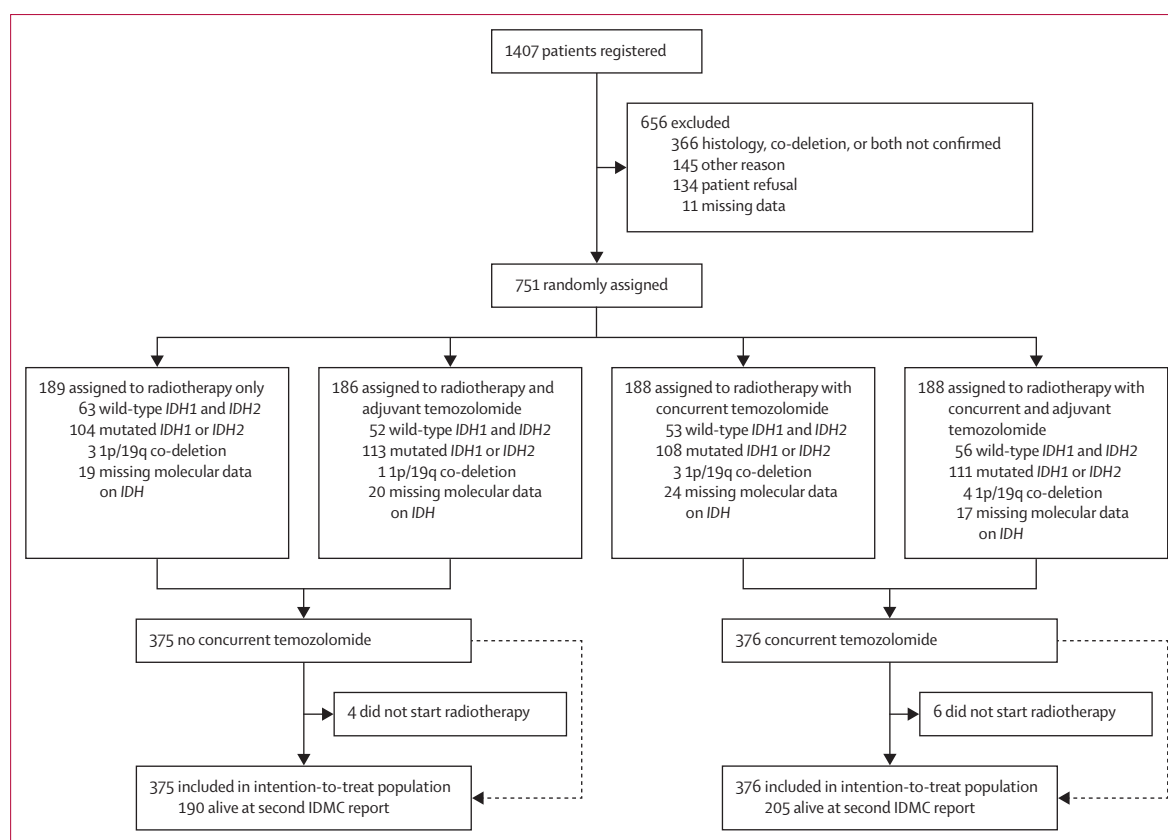 1407 patients registered
656 excluded
366 histology, co-deletion, or both not confirmed
145 other reason
134 patient refusal
11 missing data
751 randomly assigned
189 assigned to radiotherapy only
63 wild-type IDH1 and IDH2
104 mutated IDH1 or IDH2
3 1p/19q co-deletion
19 missing molecular data
on IDH
186 assigned to radiotherapy and
adjuvant temozolomide
52 wild-type IDH1 and IDH2
113 mutated IDH1 or IDH2
1 1p/19q co-deletion
20 missing molecular data
on IDH
188 assigned to radiotherapy with
concurrent temozolomide
53 wild-type IDH1 and IDH2
108 mutated IDH1 or IDH2
3 1p/19q co-deletion
24 missing molecular data
on IDH
188 assigned to radiotherapy with
concurrent and adjuvant
temozolomide
56 wild-type IDH1 and IDH2
111 mutated IDH1 or IDH2
4 1p/19q co-deletion
17 missing molecular data
on IDH
375 no concurrent temozolomide
376 concurrent temozolomide
4 did not start radiotherapy
6 did not start radiotherapy
375 included in intention-to-treat population
190 alive at second IDMC report
376 included in intention-to-treat population
205 alive at second IDMC report